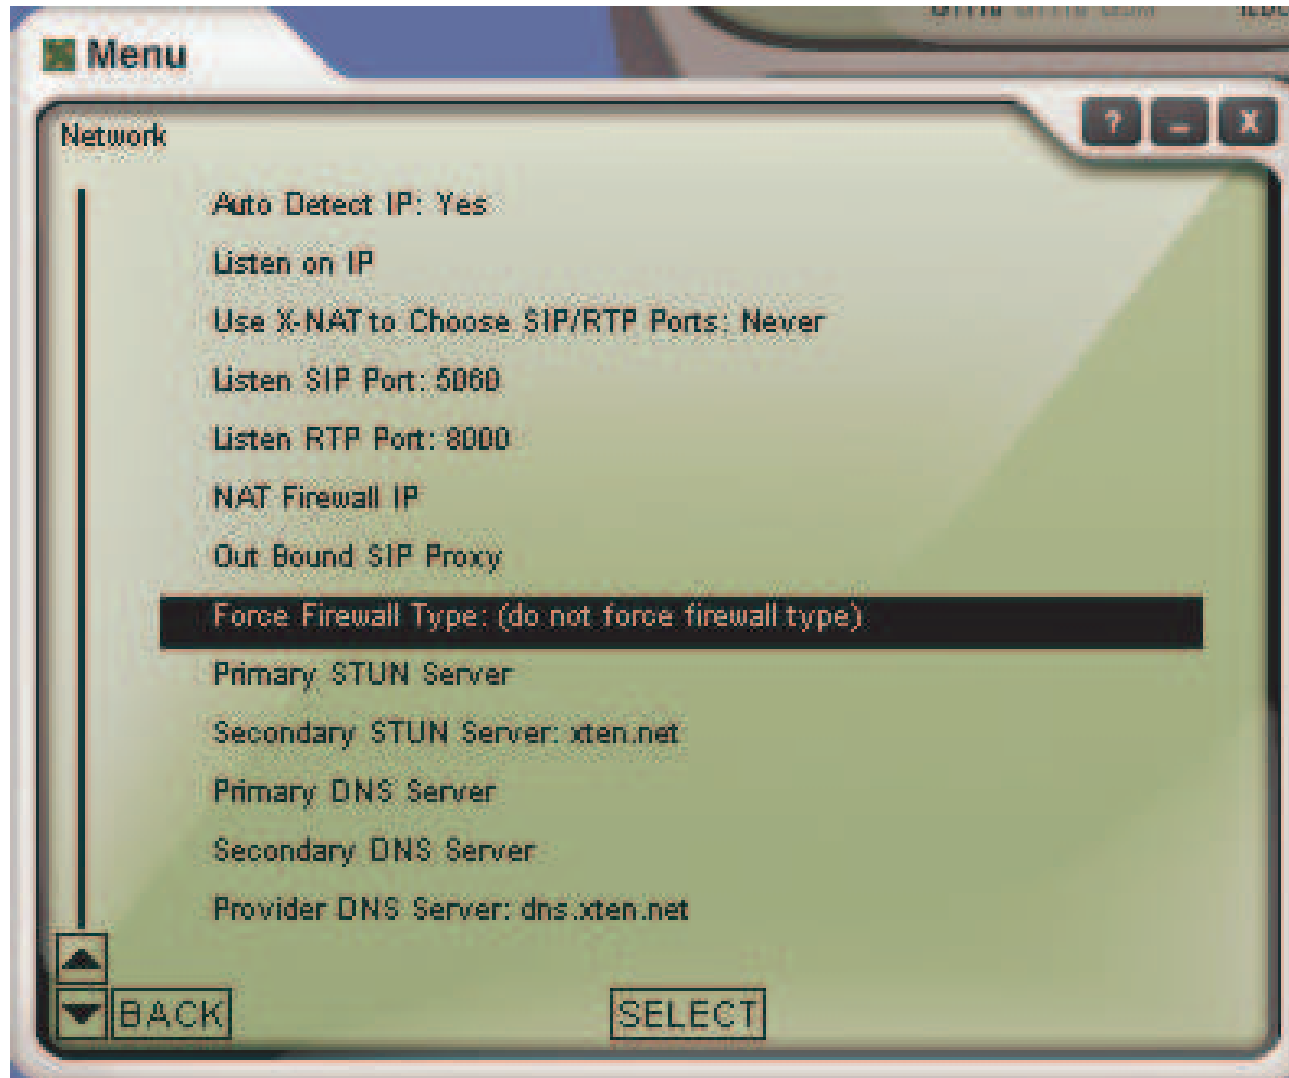 Menu
? – X
Network
Auto Detect IP: Yes
Listen on IP
Use X-NAT to Choose SIP/RTP Ports: Never
Listen SIP Port: 5060
Listen RTP Port: 8000
NAT Firewall IP
Out Bound SIP Proxy
Force Firewall Type: (do not force firewall type)
Primary STUN Server
Secondary STUN Server: xten.net
Primary DNS Server
Secondary DNS Server
Provider DNS Server: dns.xten.net
BACK SELECT